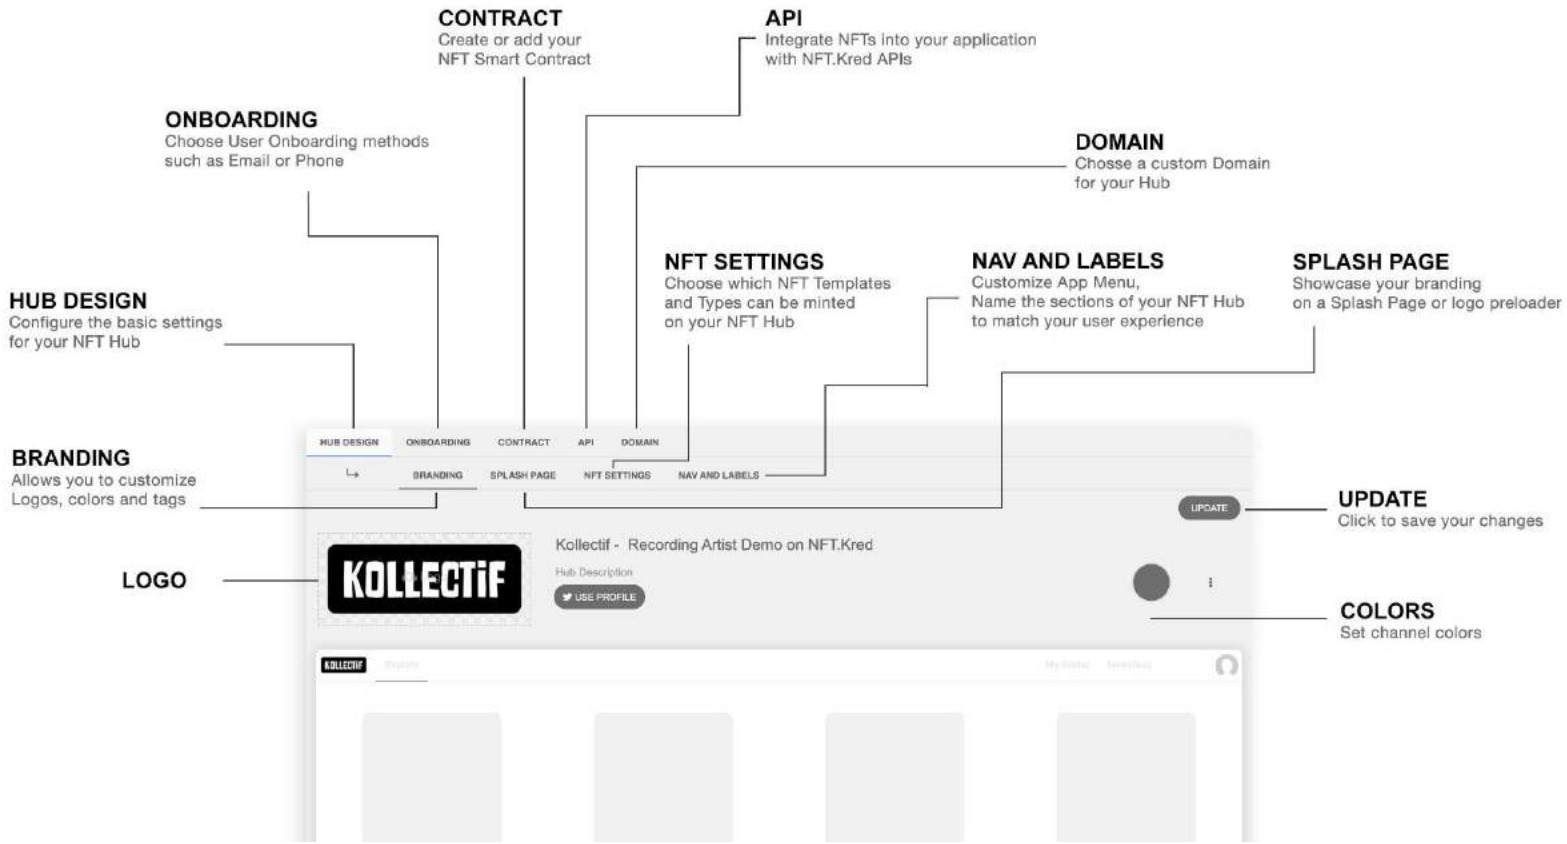 CONTRACT
Create or add your
NFT Smart Contract
API
Integrate NFTs into your application
with NFT.Kred APIs
ONBOARDING
Choose User Onboarding methods
such as Email or Phone
DOMAIN
Chosse a custom Domain
for your Hub
NFT SETTINGS
Choose which NFT Templates
and Types can be minted
on your NFT Hub
NAV AND LABELS
Customize App Menu,
Name the sections of your NFT Hub
to match your user experience
SPLASH PAGE
Showcase your branding
on a Splash Page or logo preloader
HUB DESIGN
Configure the basic settings
for your NFT Hub
BRANDING
Allows you to customize
Logos, colors and tags
HUB DESIGN ONBOARDING CONTRACT API DOMAIN
BRANDING SPLASH PAGE NFT SETTINGS NAV AND LABELS
UPDATE
UPDATE
Click to save your changes
LOGO
KOLLECTiF
Kollectif - Recording Artist Demo on NFT.Kred
Hub Description
USE PROFILE
COLORS
Set channel colors
KOLLECTiF